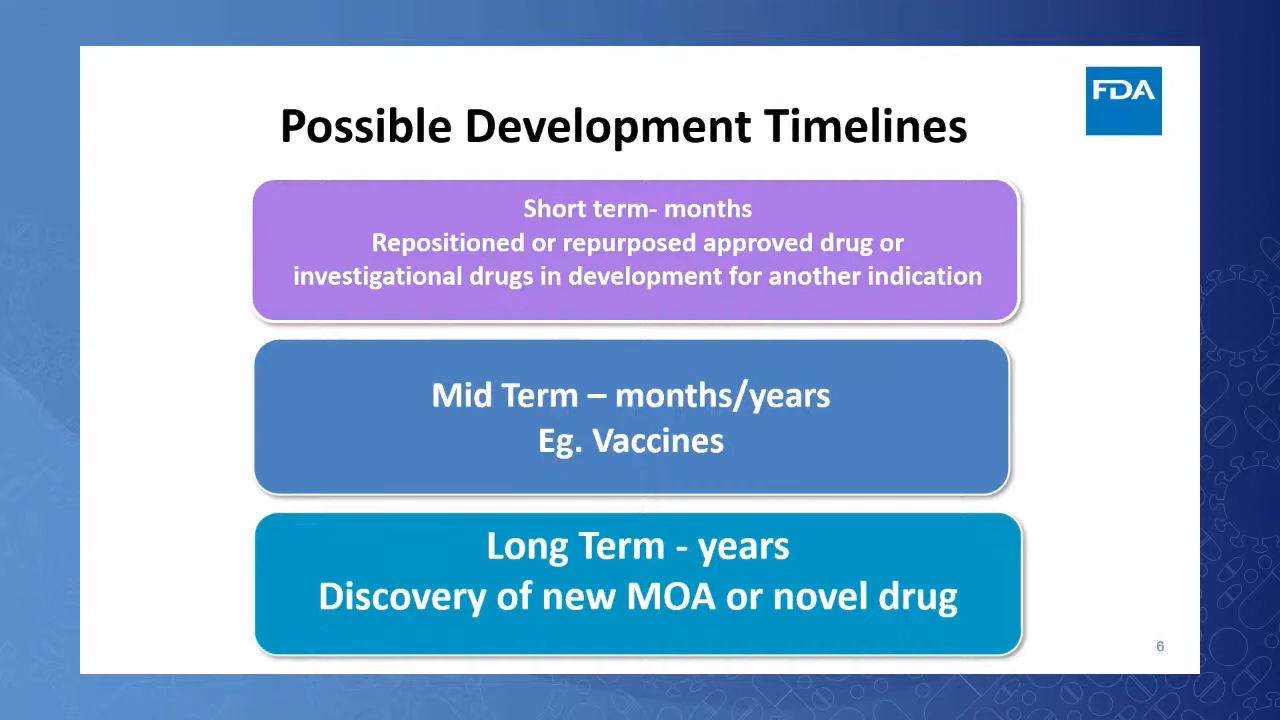 FDA
Possible Development Timelines
Short term- months
Repositioned or repurposed approved drug or
investigational drugs in development for another indication
Mid Term – months/years
Eg. Vaccines
Long Term - years
Discovery of new MOA or novel drug
6